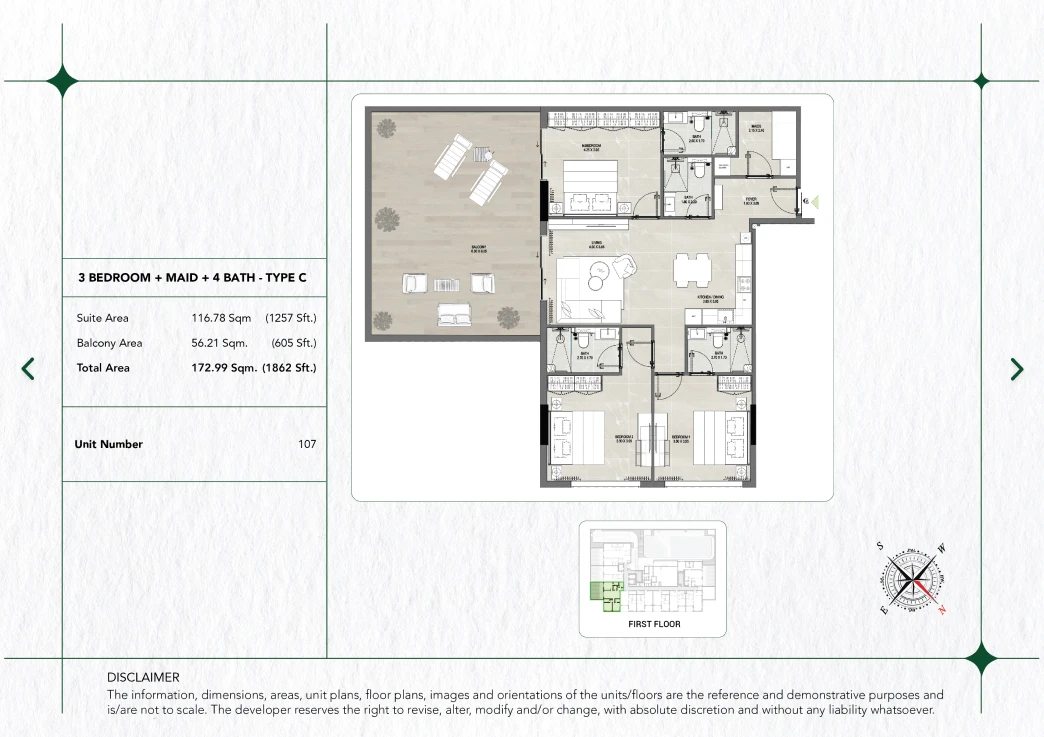 3 BEDROOM + MAID + 4 BATH - TYPE C
Suite Area 116.78 Sqm (1257 Sft.)
Balcony Area 56.21 Sqm. (605 Sft.)
Total Area 172.99 Sqm. (1862 Sft.)
Unit Number 107
BATH
MAIDS
BATH
FOYER
LIVING
BALCONY
KITCHEN / DINING
BATH
BATH
BEDROOM 2
BEDROOM 1
S
W
E
N
FIRST FLOOR
DISCLAIMER
The information, dimensions, areas, unit plans, floor plans, images and orientations of the units/floors are the reference and demonstrative purposes and
is/are not to scale. The developer reserves the right to revise, alter, modify and/or change, with absolute discretion and without any liability whatsoever.